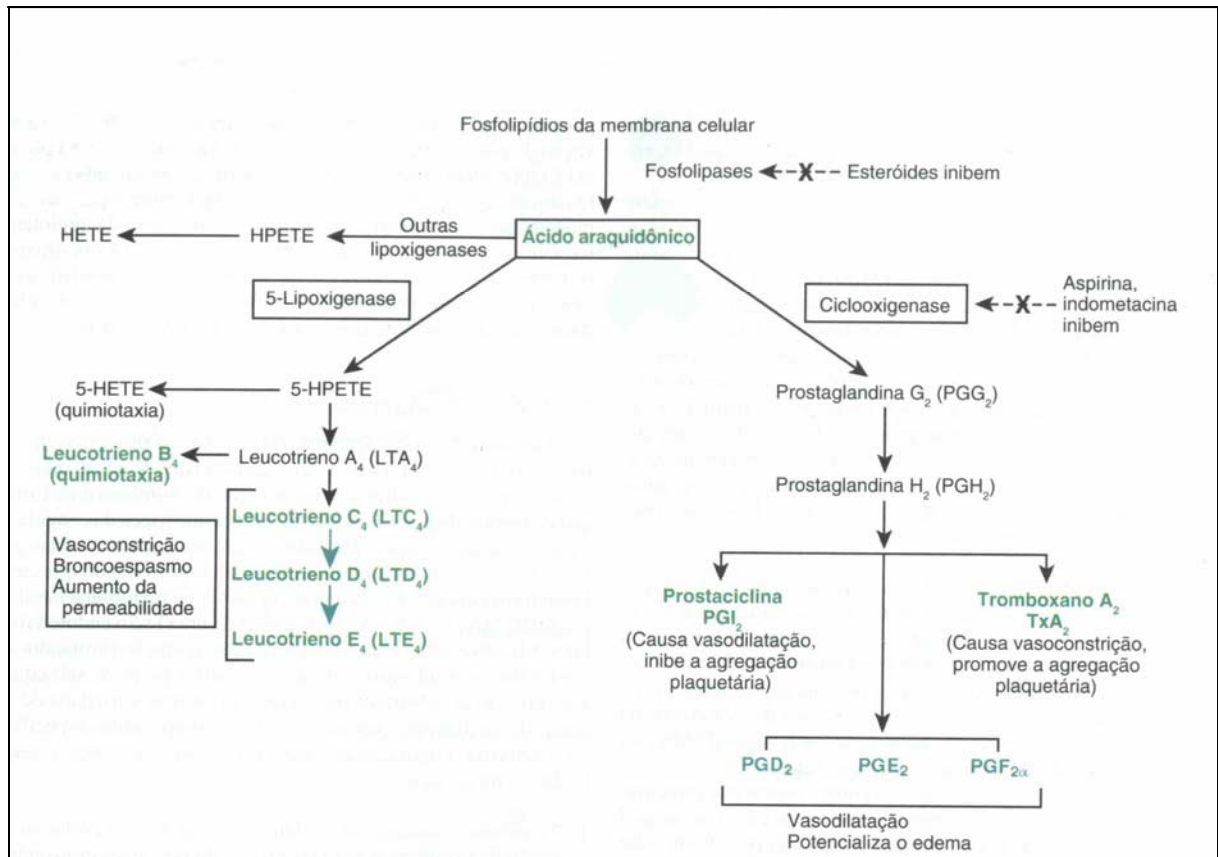 Fosfolipídios da membrana celular
Fosfolipases
Esteróides inibem
HETE
HPETE
Outras
lipoxigenases
Ácido araquidônico
5-Lipoxigenase
Ciclooxigenase
Aspirina,
indometacina
inibem
5-HETE
(quimiotaxia)
5-HPETE
Prostaglandina G₂ (PGG₂)
Leucotrieno B₄
(quimiotaxia)
Leucotrieno A₄ (LTA₄)
Prostaglandina H₂ (PGH₂)
Leucotrieno C₄ (LTC₄)
Vasoconstrição
Broncoespasmo
Aumento da
permeabilidade
Leucotrieno D₄ (LTD₄)
Leucotrieno E₄ (LTE₄)
Prostaciclina
PGI₂
(Causa vasodilatação,
inibe a agregação
plaquetária)
Tromboxano A₂
TxA₂
(Causa vasoconstrição,
promove a agregação
plaquetária)
PGD₂
PGE₂
PGF₂α
Vasodilatação
Potencializa o edema